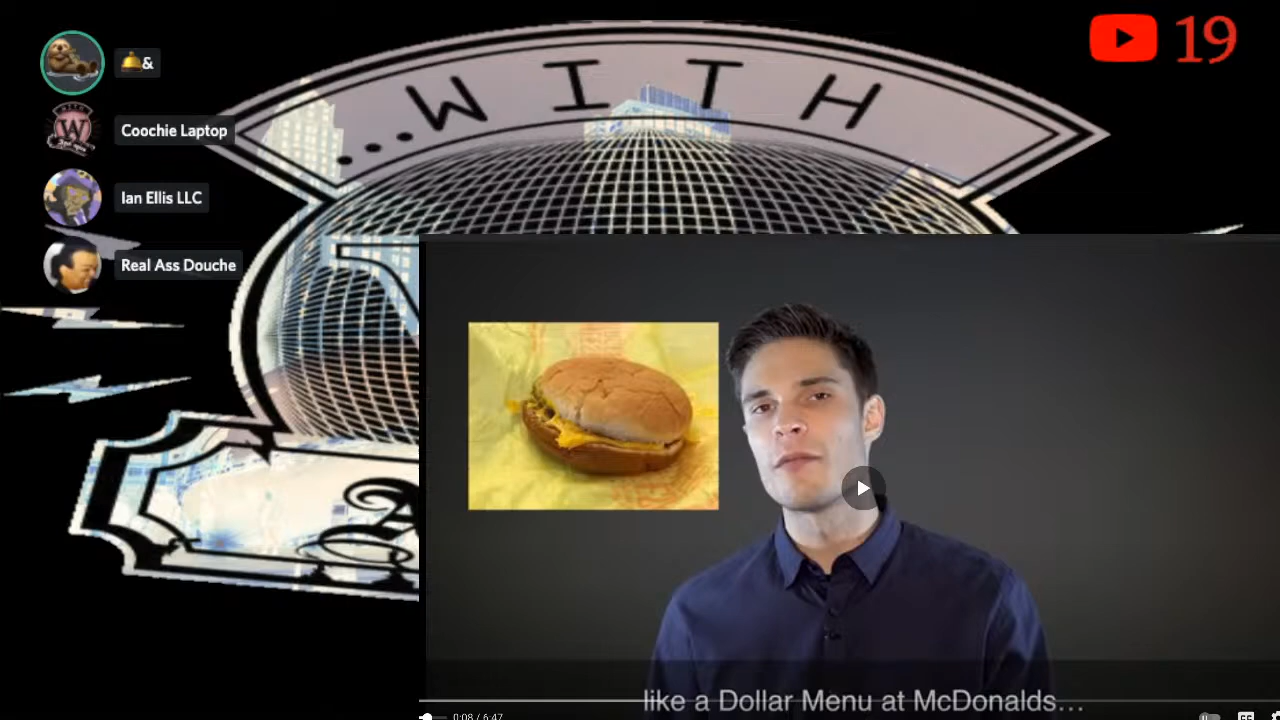 🛎️&
19
...WITH
Coochie Laptop
W
Ian Ellis LLC
Real Ass Douche
like a Dollar Menu at McDonalds...
0:08 / 6:47